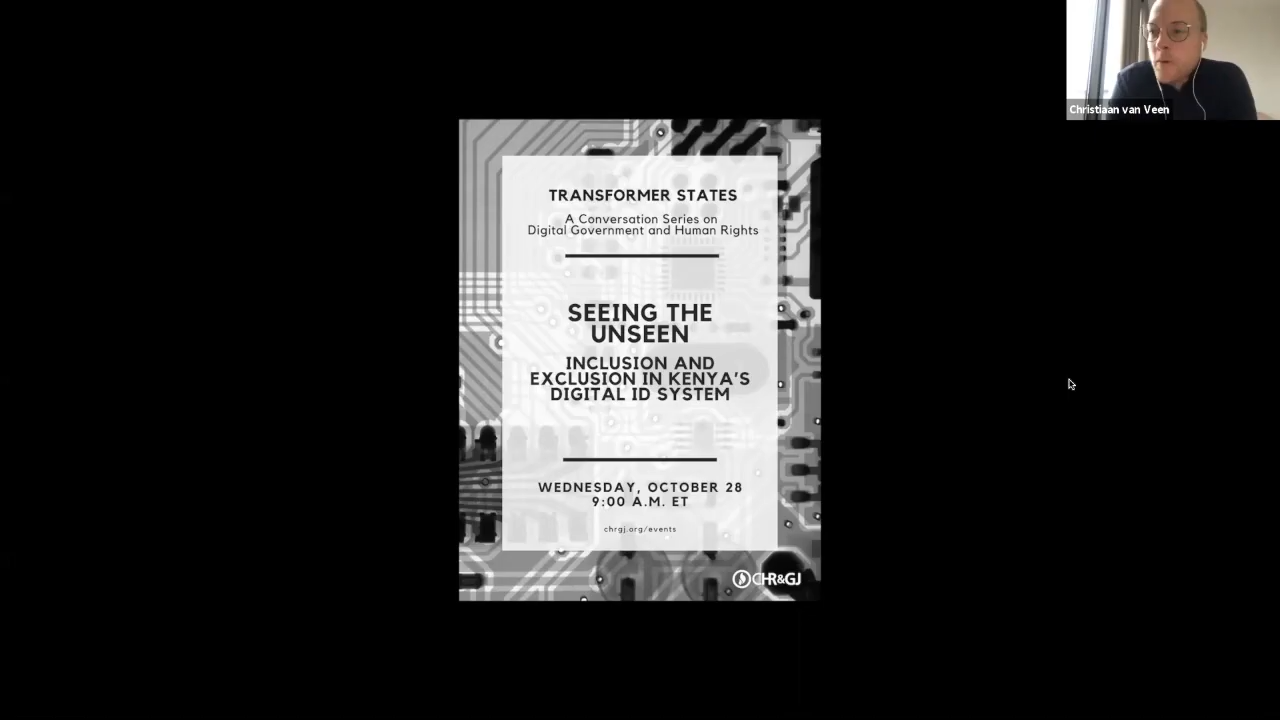 TRANSFORMER STATES
A Conversation Series on
Digital Government and Human Rights
SEEING THE
UNSEEN
INCLUSION AND
EXCLUSION IN KENYA'S
DIGITAL ID SYSTEM
WEDNESDAY, OCTOBER 28
9:00 A.M. ET
chrgj.org/events
CHR&GJ
Christiaan van Veen